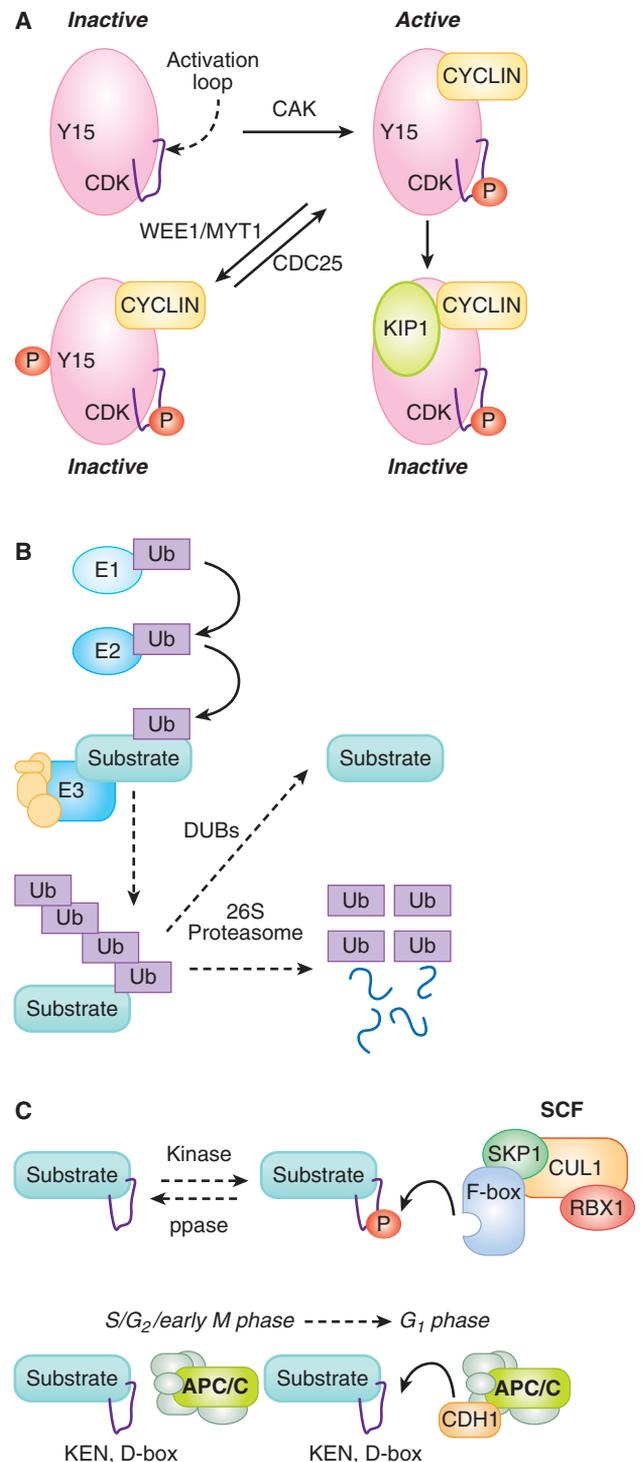 A
Inactive
Active
Activation
loop
CYCLIN
CAK
Y15
Y15
CDK
CDK
P
WEE1/MYT1
CDC25
CYCLIN
KIP1
CYCLIN
P
Y15
CDK
P
CDK
P
Inactive
Inactive
B
E1
Ub
E2
Ub
Ub
Substrate
Substrate
E3
DUBs
Ub
Ub
Ub
Ub
26S
Proteasome
Ub
Ub
Ub
Ub
Substrate
C
SCF
Substrate
Kinase
ppase
Substrate
P
SKP1
CUL1
F-box
RBX1
S/G2/early M phase
G1 phase
Substrate
APC/C
Substrate
APC/C
CDH1
KEN, D-box
KEN, D-box